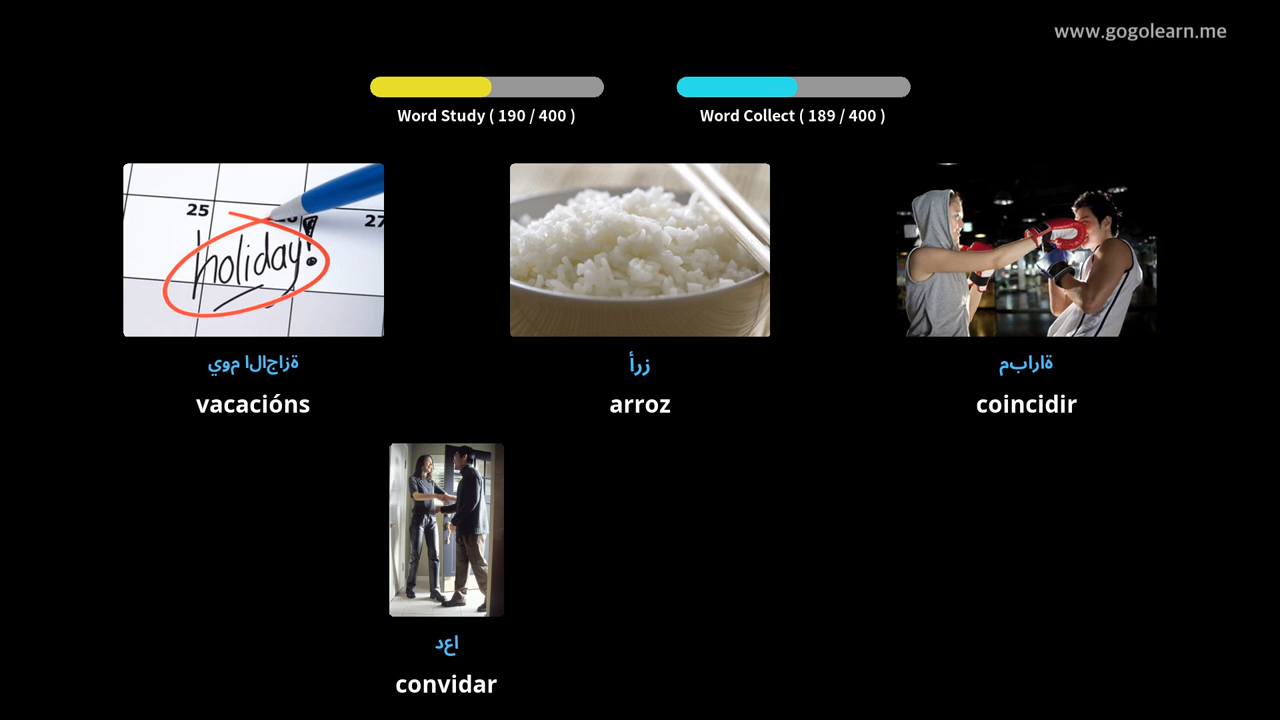 www.gogolearn.me
Word Study ( 190 / 400 )
Word Collect ( 189 / 400 )
25
27
holiday!
يوم الاجازة
أرز
مباراة
vacacións
arroz
coincidir
دعا
convidar